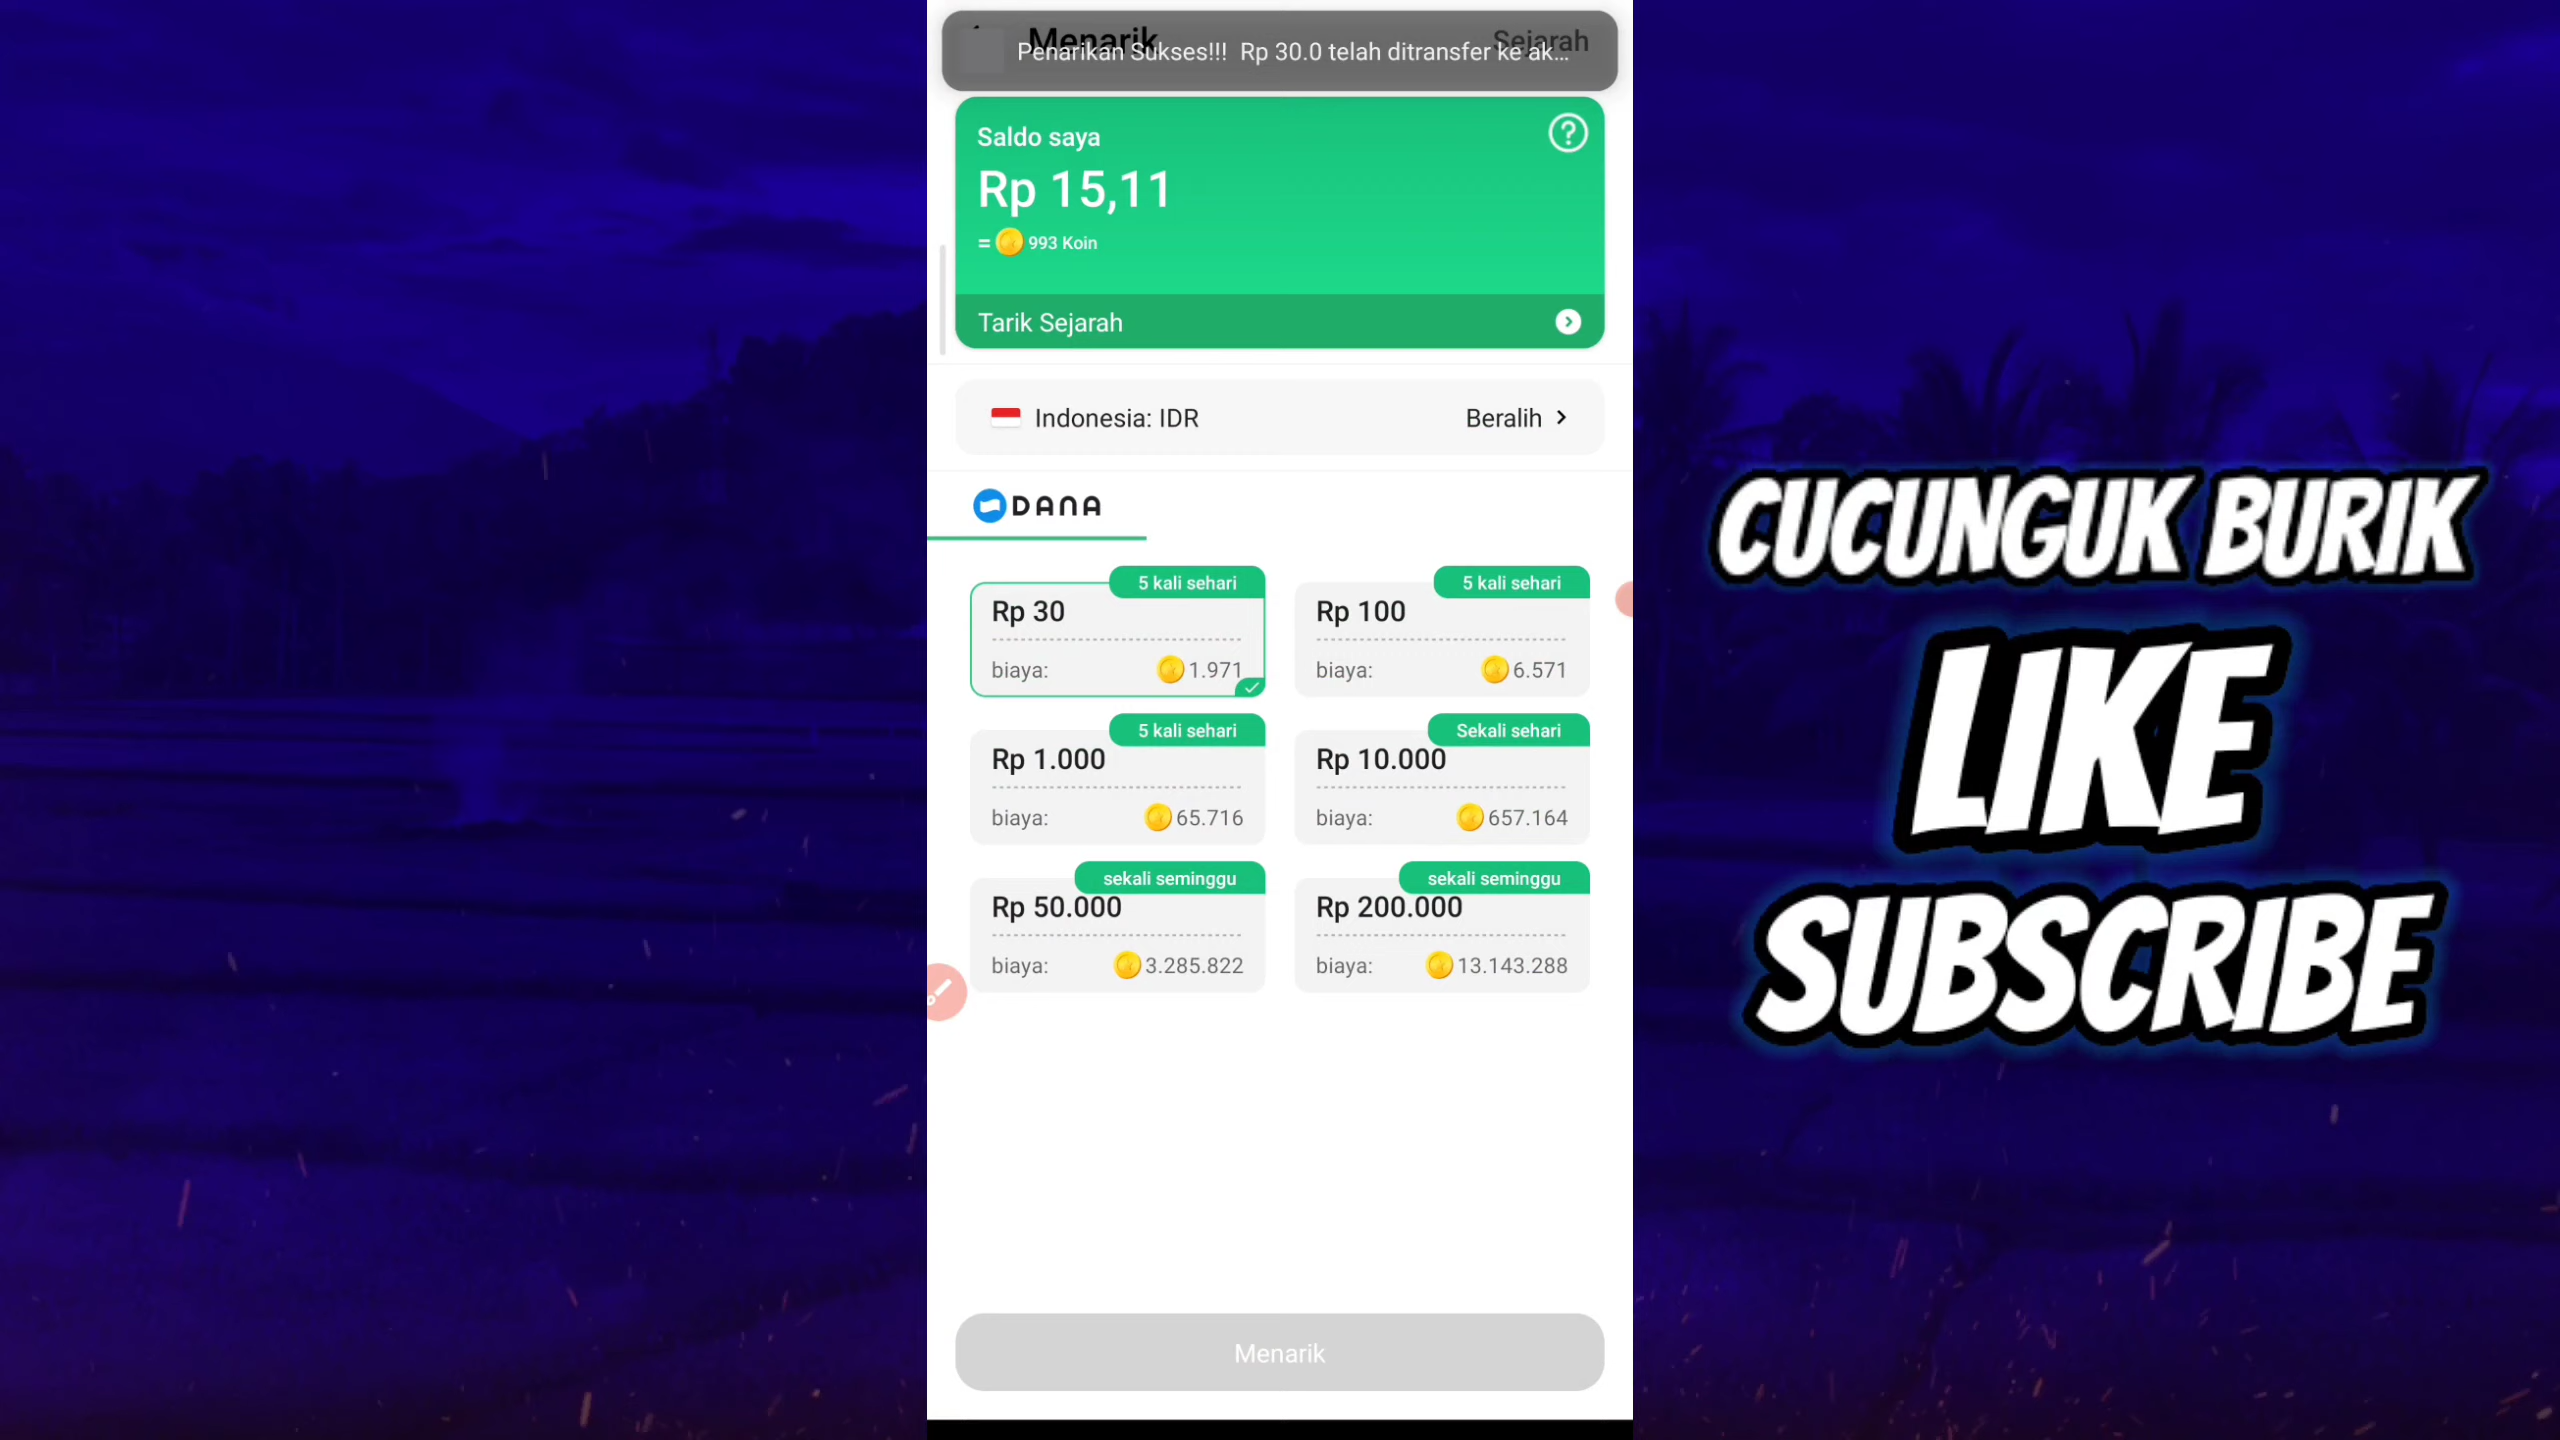 Menarik
Sejarah
Penarikan Sukses!!! Rp 30.0 telah ditransfer ke ak...
Saldo saya
Rp 15,11
= 993 Koin
Tarik Sejarah
Indonesia: IDR
Beralih
DANA
5 kali sehari
Rp 30
biaya: 1.971
5 kali sehari
Rp 100
biaya: 6.571
5 kali sehari
Rp 1.000
biaya: 65.716
Sekali sehari
Rp 10.000
biaya: 657.164
sekali seminggu
Rp 50.000
biaya: 3.285.822
sekali seminggu
Rp 200.000
biaya: 13.143.288
Menarik
CUCUNGUK BURIK
LIKE
SUBSCRIBE